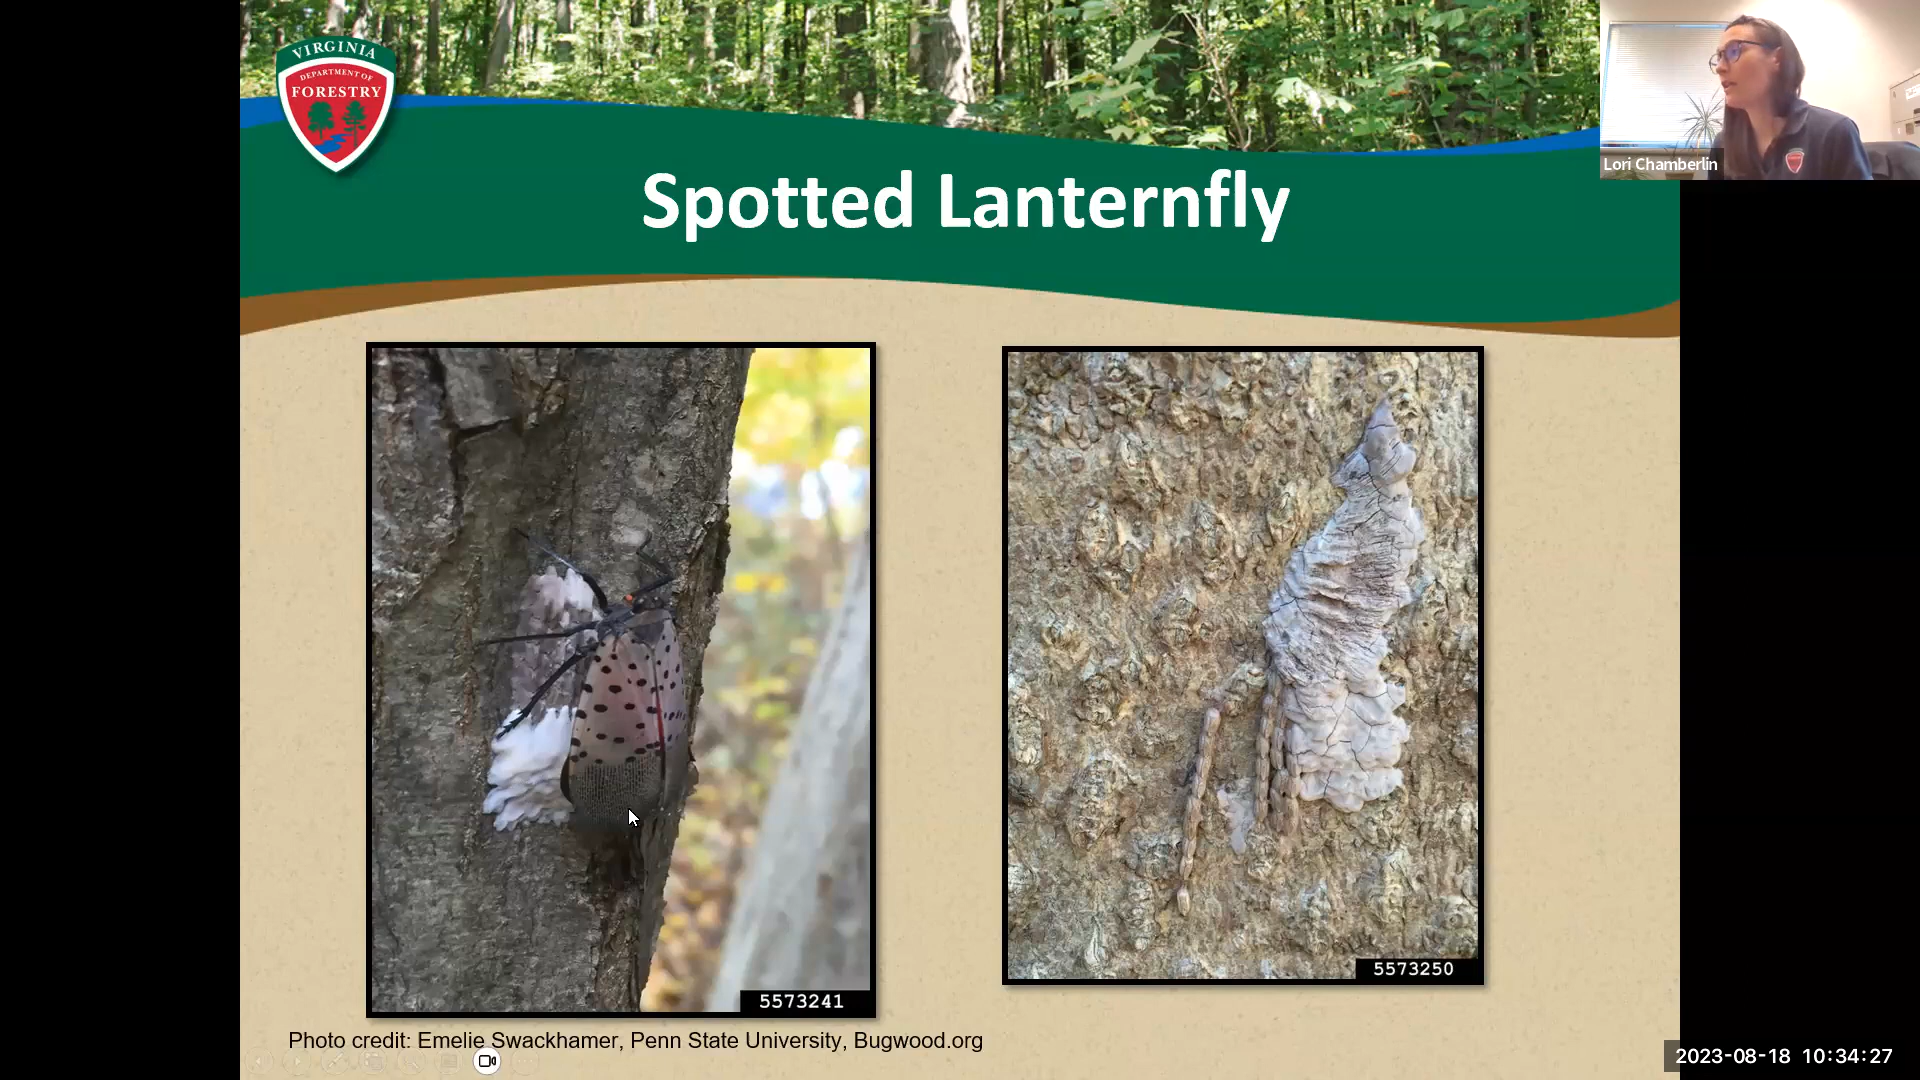 VIRGINIA
DEPARTMENT OF
FORESTRY
Lori Chamberlin
Spotted Lanternfly
5573241
5573250
Photo credit: Emelie Swackhamer, Penn State University, Bugwood.org
2023-08-18 10:34:27